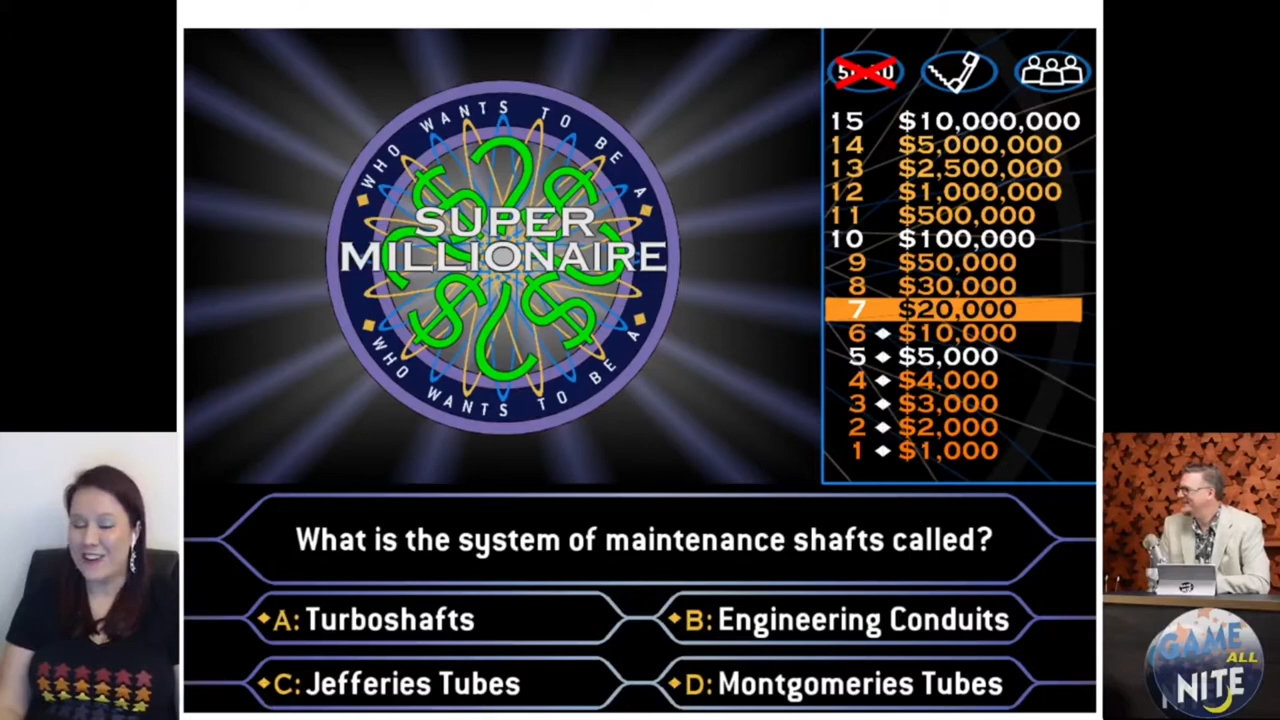 WHO WANTS TO BE A
SUPER
MILLIONAIRE
WHO WANTS TO BE A
50:50
15 $10,000,000
14 $5,000,000
13 $2,500,000
12 $1,000,000
11 $500,000
10 $100,000
9 $50,000
8 $30,000
7 $20,000
6 $10,000
5 $5,000
4 $4,000
3 $3,000
2 $2,000
1 $1,000
What is the system of maintenance shafts called?
A: Turboshafts
B: Engineering Conduits
C: Jefferies Tubes
D: Montgomeries Tubes
GAME
ALL
NITE